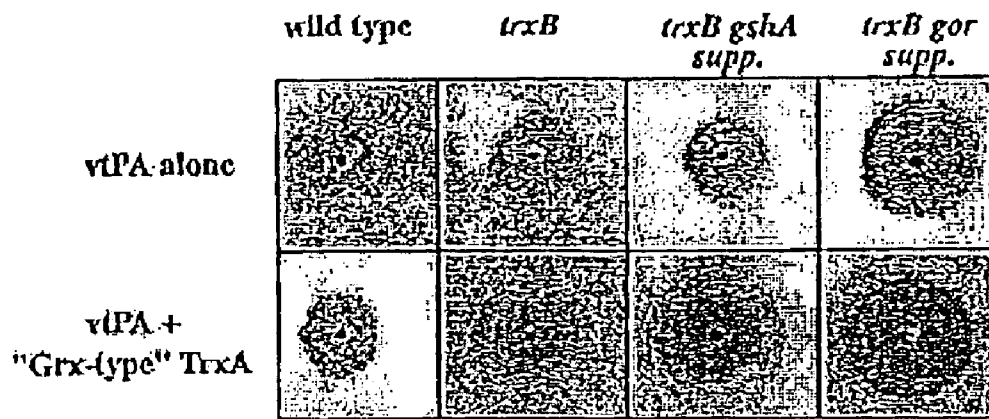 wild type
trxB
trxB gshA
supp.
trxB gor
supp.
vtPA alone
vtPA +
"Grx-type" TrxA